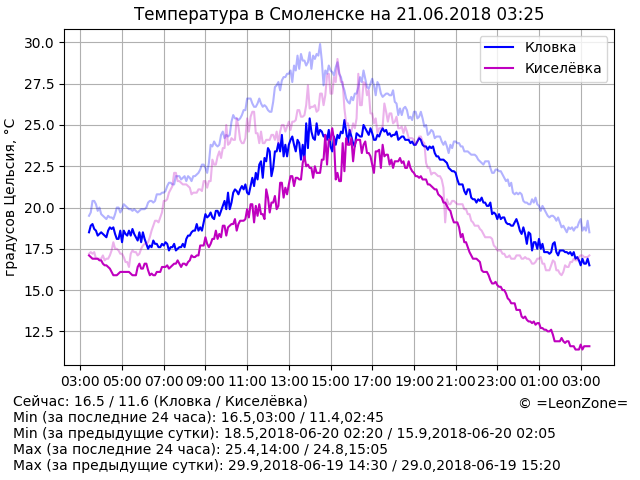 Температура в Смоленске на 21.06.2018 03:25
Кловка
Киселёвка
градусов Цельсия, °C
30.0
27.5
25.0
22.5
20.0
17.5
15.0
12.5
03:00 05:00 07:00 09:00 11:00 13:00 15:00 17:00 19:00 21:00 23:00 01:00 03:00
Сейчас: 16.5 / 11.6 (Кловка / Киселёвка)
© =LeonZone=
Min (за последние 24 часа): 16.5,03:00 / 11.4,02:45
Min (за предыдущие сутки): 18.5,2018-06-20 02:20 / 15.9,2018-06-20 02:05
Max (за последние 24 часа): 25.4,14:00 / 24.8,15:05
Max (за предыдущие сутки): 29.9,2018-06-19 14:30 / 29.0,2018-06-19 15:20